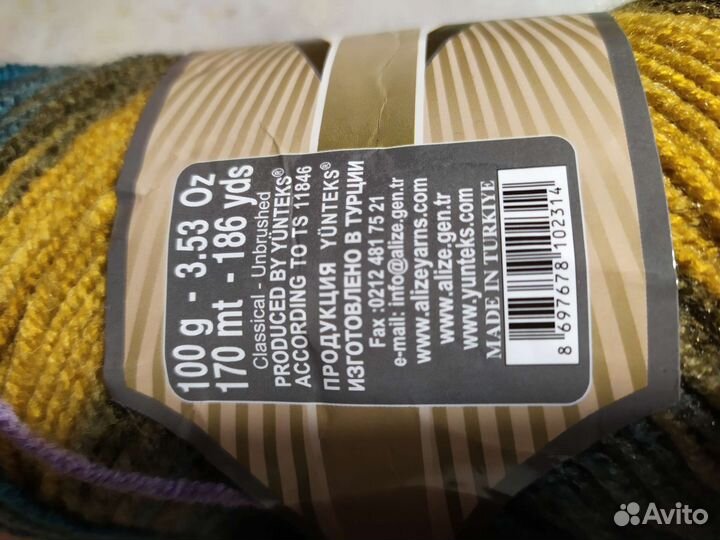 100 g - 3.53 Oz
170 mt - 186 yds
Classical - Unbrushed
PRODUCED BY YÜNTEKS®
ACCORDING TO TS 11846
ПРОДУКЦИЯ YÜNTEKS®
ИЗГОТОВЛЕНО В ТУРЦИИ
Fax :0212 481 75 21
e-mail: info@alize.gen.tr
www.alizeyarns.com
www.alize.gen.tr
www.yunteks.com
MADE IN TURKIYE
8 697678 102314
Avito